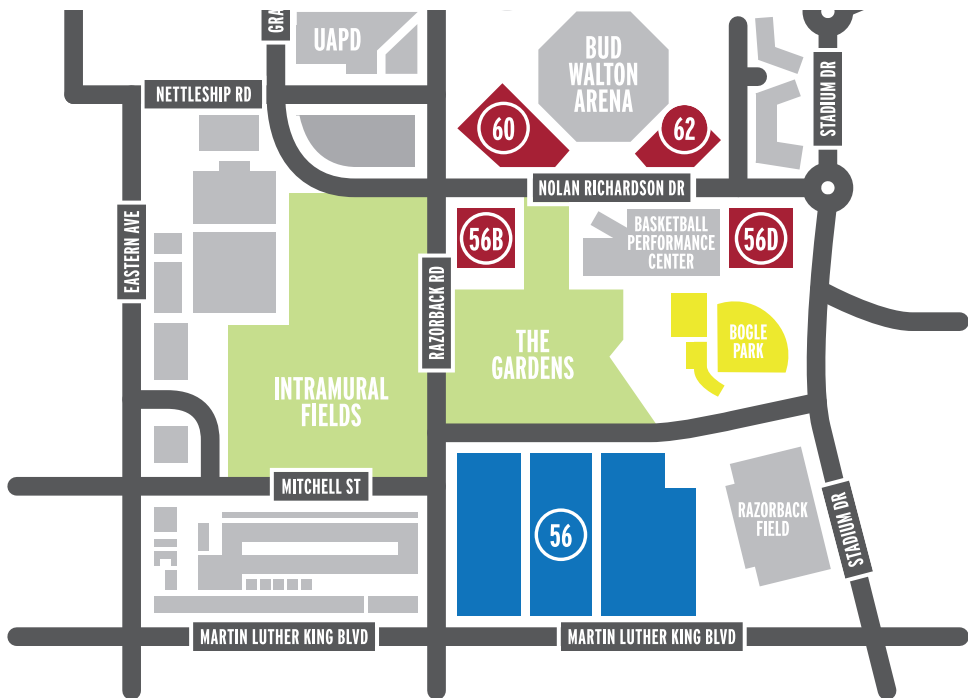 GRA
UAPD
BUD
WALTON
ARENA
STADIUM DR
NETTLESHIP RD
60
62
NOLAN RICHARDSON DR
EASTERN AVE
56B
BASKETBALL
PERFORMANCE
CENTER
56D
RAZORBACK RD
THE
GARDENS
BOGLE
PARK
INTRAMURAL
FIELDS
MITCHELL ST
56
RAZORBACK
FIELD
STADIUM DR
MARTIN LUTHER KING BLVD
MARTIN LUTHER KING BLVD